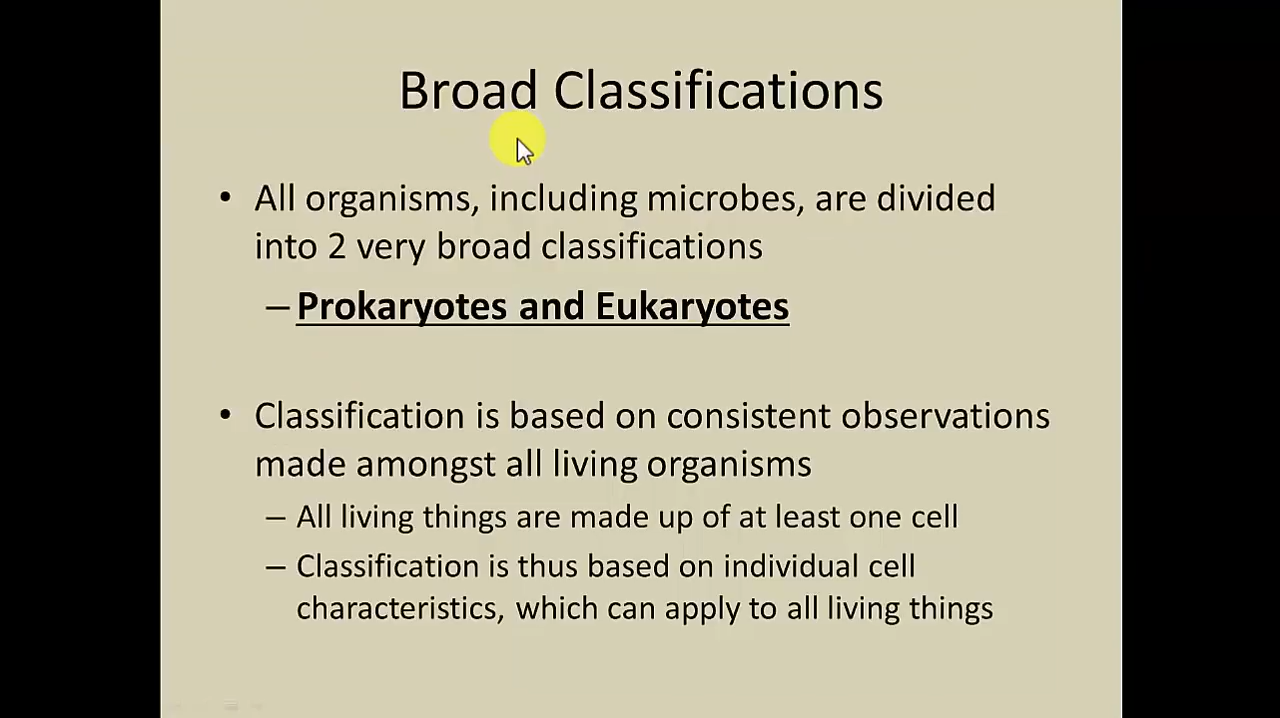 Broad Classifications
• All organisms, including microbes, are divided
into 2 very broad classifications
– Prokaryotes and Eukaryotes
• Classification is based on consistent observations
made amongst all living organisms
– All living things are made up of at least one cell
– Classification is thus based on individual cell
characteristics, which can apply to all living things